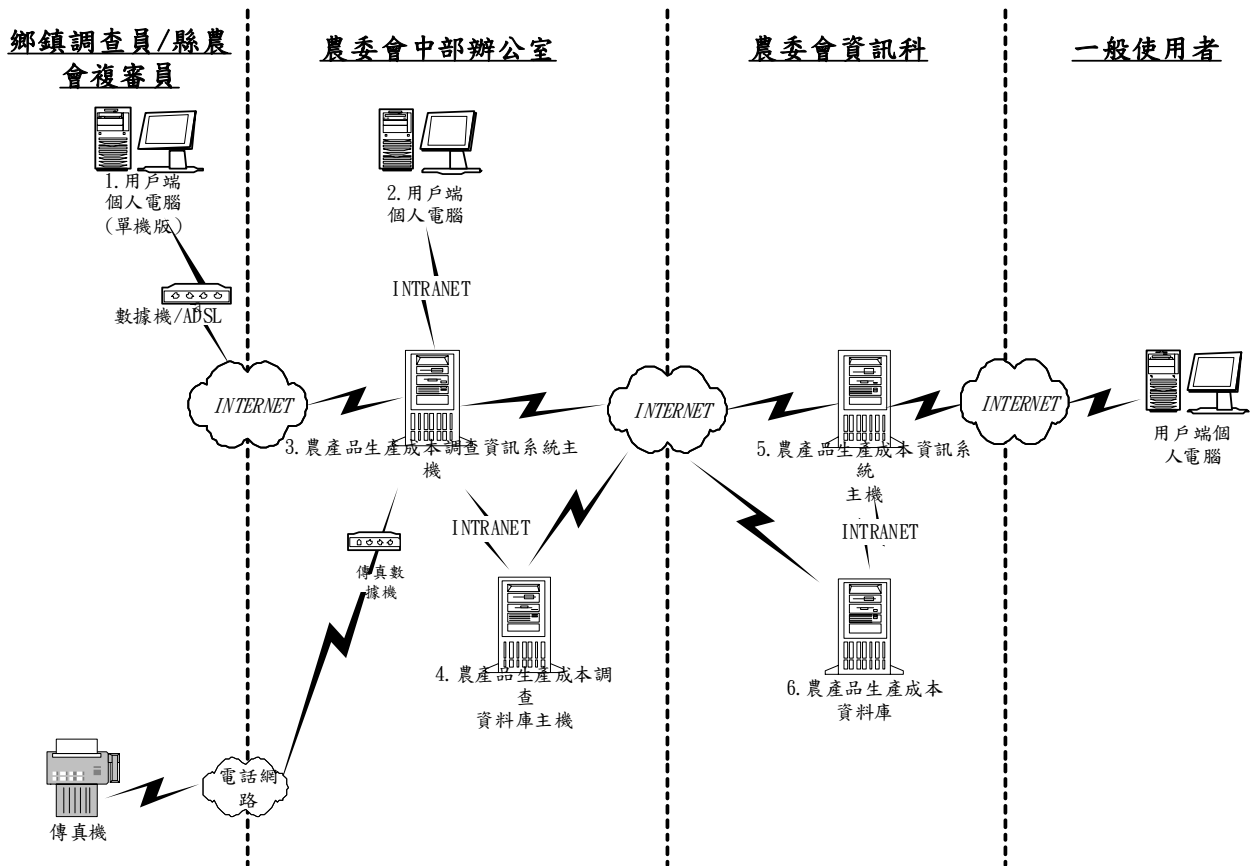 鄉鎮調查員/縣農
會複審員
農委會中部辦公室
農委會資訊科
一般使用者
1.用戶端
個人電腦
(單機版)
2.用戶端
個人電腦
INTRANET
數據機/ADSL
INTERNET
INTERNET
INTERNET
3.農產品生產成本調查資訊系統主
機
5.農產品生產成本資訊系
統
主機
用戶端個
人電腦
INTRANET
INTRANET
傳真數
據機
4.農產品生產成本調
查
資料庫主機
6.農產品生產成本
資料庫
電話網
路
傳真機